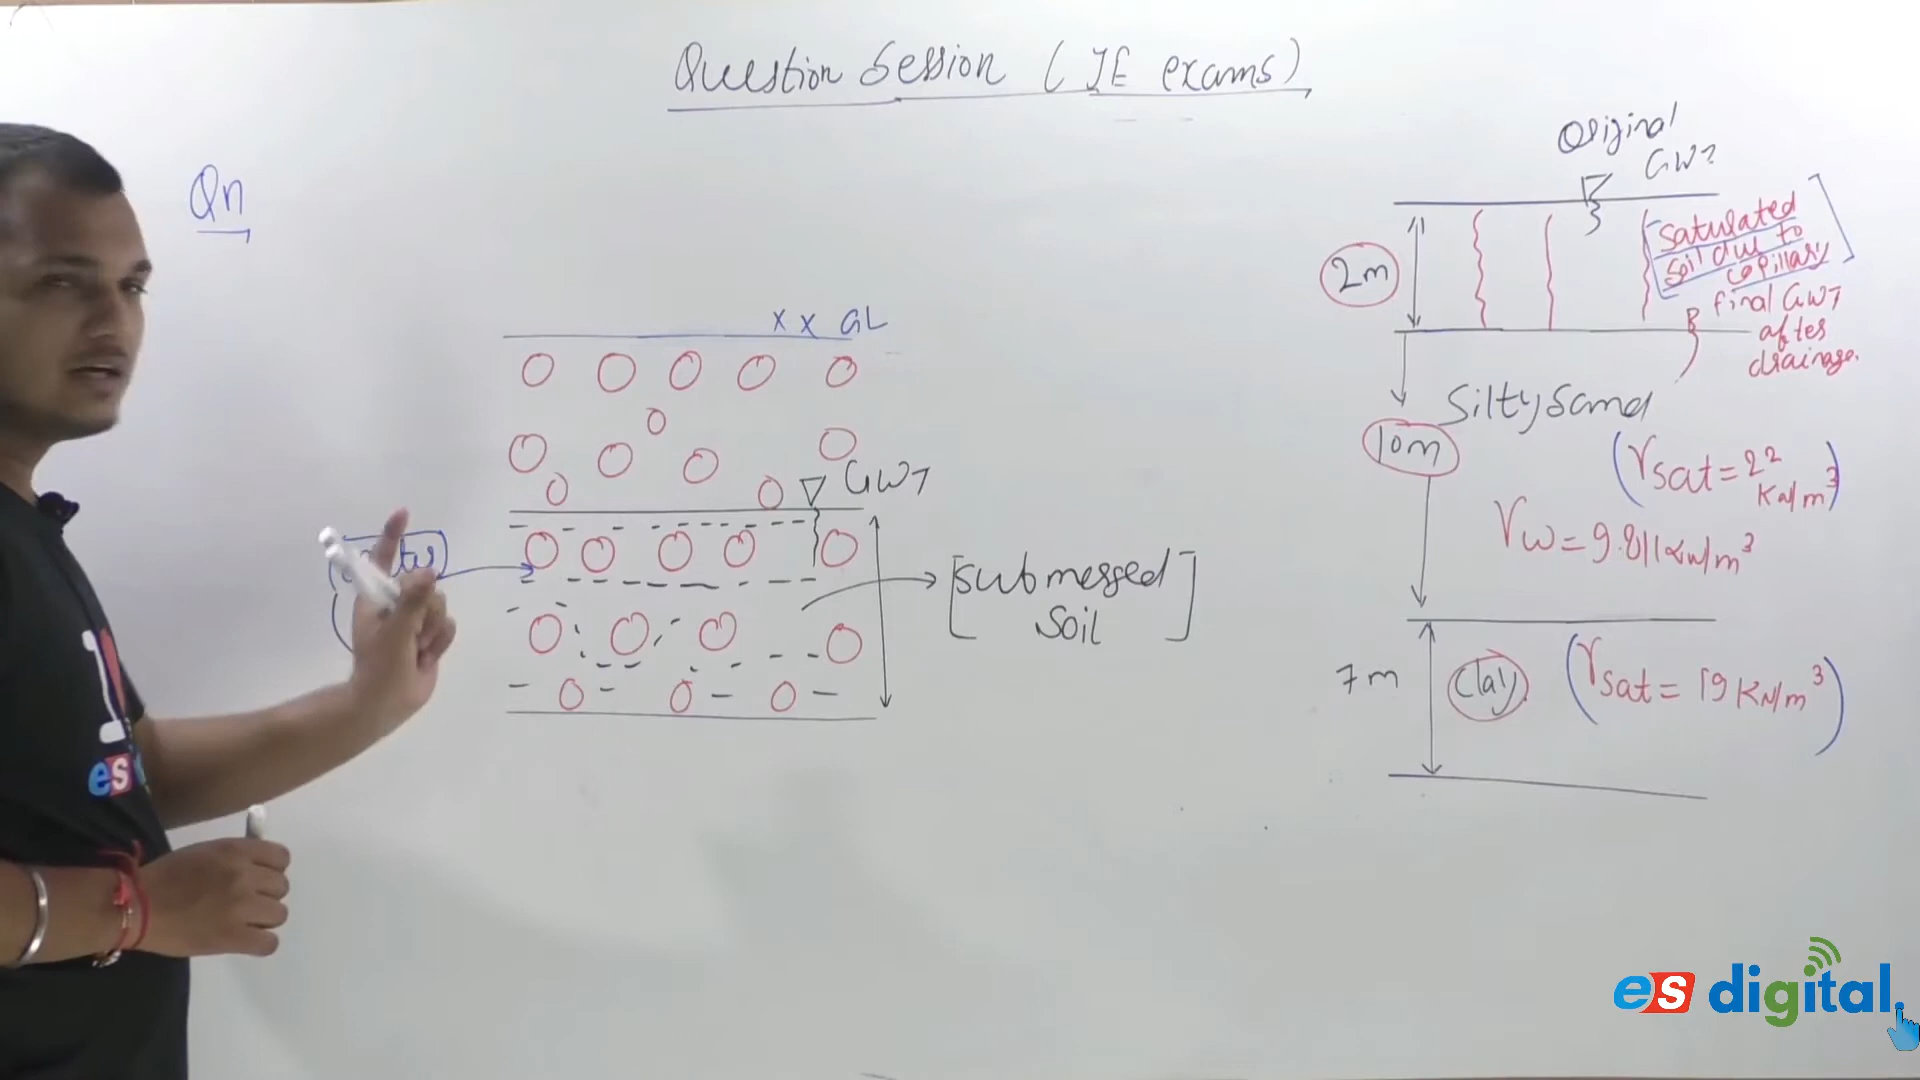 Question Session (JE exams)
Qn
x x GL
GWT
[submerged
Soil]
Original
GWT
2m
saturated
soil due to
capillary
final GWT
after
drainage.
Silty sand
10m
(γsat = 22
KN/m³)
γw = 9.81 KN/m³
7m
Clay
(γsat = 19 KN/m³)
es digital.
es